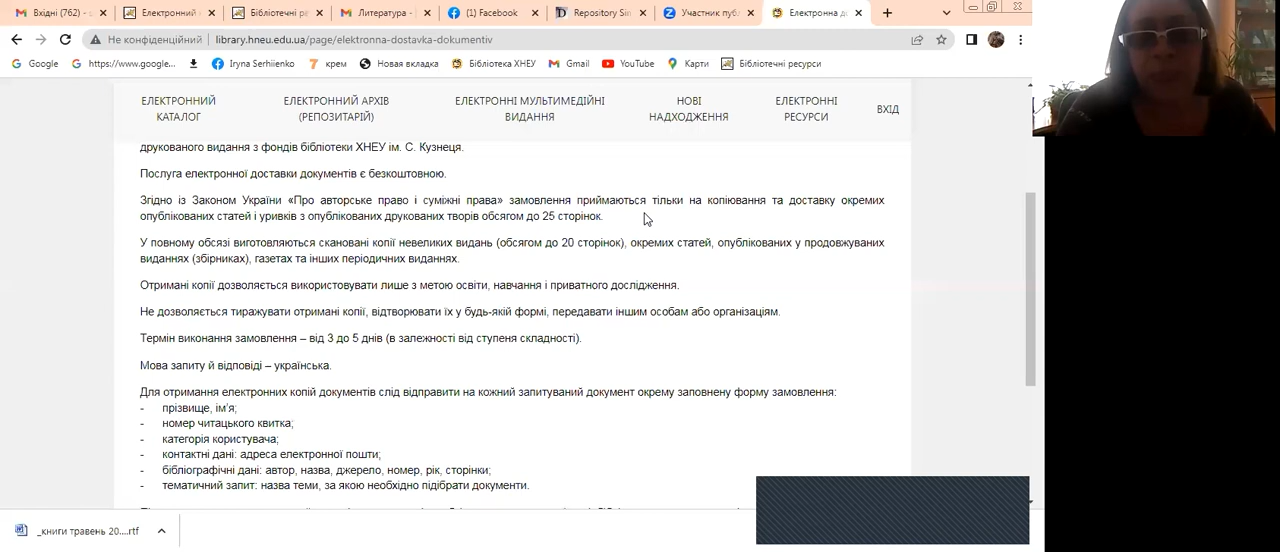 Вхідні (762) -
Електронний
Бібліотечні ре
Литература -
(1) Facebook
Repository Sin
Участник публ
Електронна до
Не конфіденційний library.hneu.edu.ua/page/elektronna-dostavka-dokumentiv
Google https://www.google... Iryna Serhiienko крем Новая вкладка Бібліотека ХНЕУ Gmail YouTube Карти Бібліотечні ресурси
ЕЛЕКТРОННИЙ КАТАЛОГ
ЕЛЕКТРОННИЙ АРХІВ (РЕПОЗИТАРІЙ)
ЕЛЕКТРОННІ МУЛЬТИМЕДІЙНІ ВИДАННЯ
НОВІ НАДХОДЖЕННЯ
ЕЛЕКТРОННІ РЕСУРСИ
ВХІД
друкованого видання з фондів бібліотеки ХНЕУ ім. С. Кузнеця.
Послуга електронної доставки документів є безкоштовною.
Згідно із Законом України «Про авторське право і суміжні права» замовлення приймаються тільки на копіювання та доставку окремих
опублікованих статей і уривків з опублікованих друкованих творів обсягом до 25 сторінок.
У повному обсязі виготовляються скановані копії невеликих видань (обсягом до 20 сторінок), окремих статей, опублікованих у продовжуваних
виданнях (збірниках), газетах та інших періодичних виданнях.
Отримані копії дозволяється використовувати лише з метою освіти, навчання і приватного дослідження.
Не дозволяється тиражувати отримані копії, відтворювати їх у будь-якій формі, передавати іншим особам або організаціям.
Термін виконання замовлення – від 3 до 5 днів (в залежності від ступеня складності).
Мова запиту й відповіді – українська.
Для отримання електронних копій документів слід відправити на кожний запитуваний документ окрему заповнену форму замовлення:
- прізвище, ім'я;
- номер читацького квитка;
- категорія користувача;
- контактні дані: адреса електронної пошти;
- бібліографічні дані: автор, назва, джерело, номер, рік, сторінки;
- тематичний запит: назва теми, за якою необхідно підібрати документи.
_книги травень 20....rtf